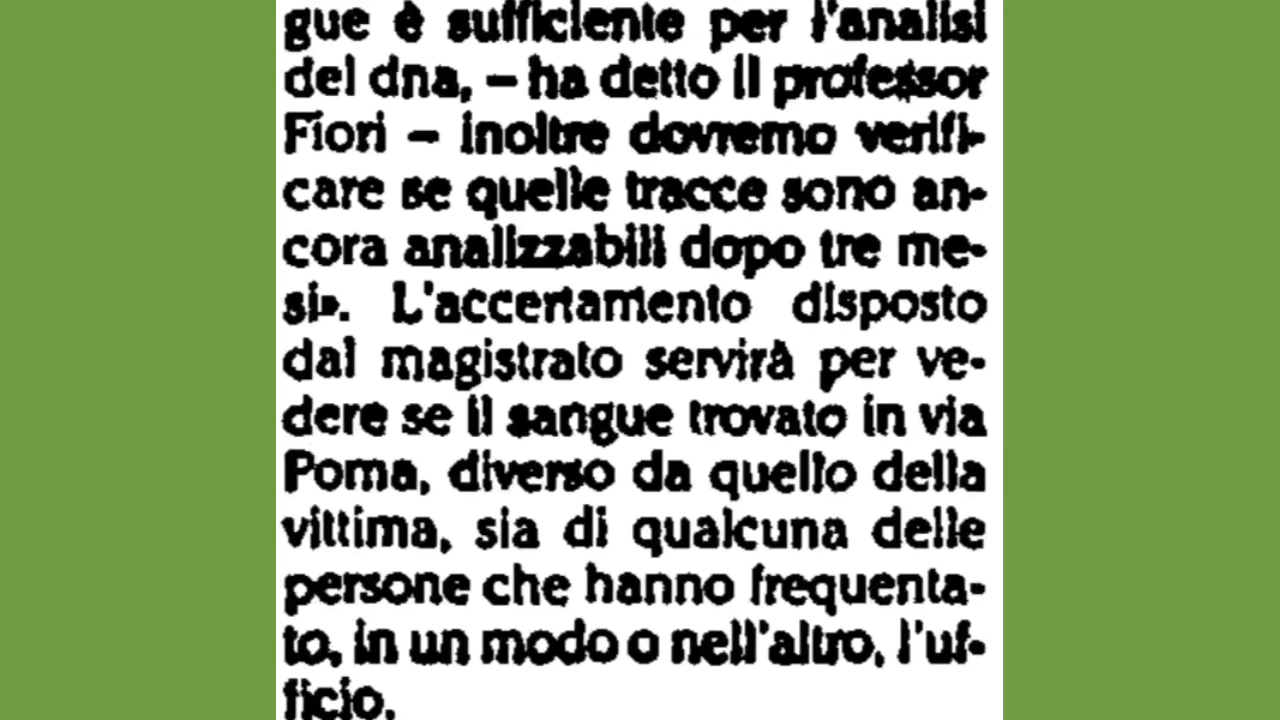 gue è sufficiente per l'analisi
del dna, – ha detto il professor
Fiori – inoltre dovremo verifi-
care se quelle tracce sono an-
cora analizzabili dopo tre me-
si». L'accertamento disposto
dal magistrato servirà per ve-
dere se il sangue trovato in via
Poma, diverso da quello della
vittima, sia di qualcuna delle
persone che hanno frequenta-
to, in un modo o nell'altro, l'uf-
ficio.